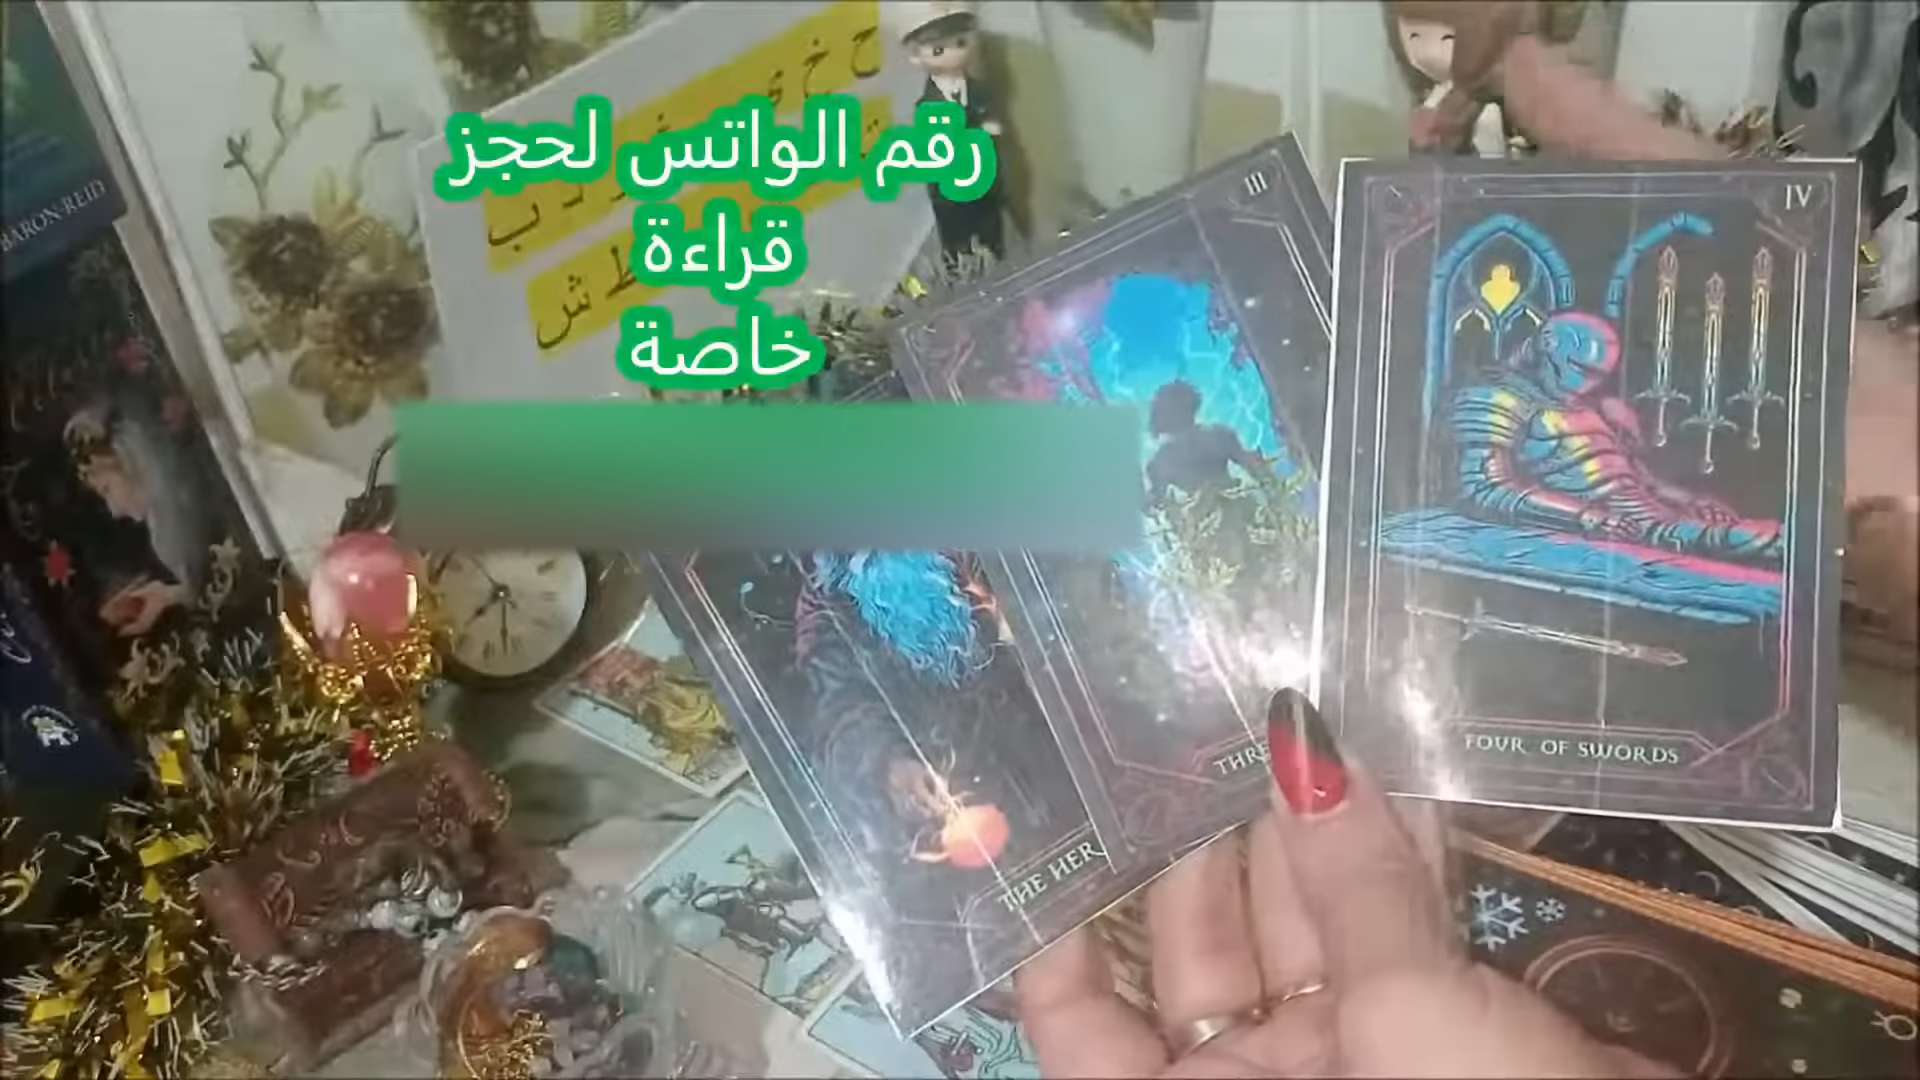 رقم الواتس لحجز
قراءة
خاصة
BARON-REID
ح خ
ب
ط ش
III
IV
THE HER
THRE
FOUR OF SWORDS